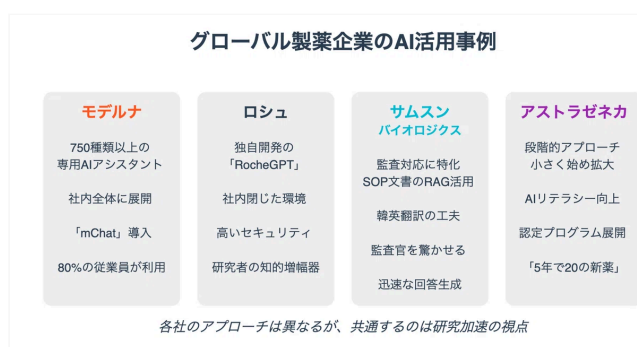 グローバル製薬企業のAI活用事例
モデルナ
750種類以上の
専用AIアシスタント
社内全体に展開
「mChat」導入
80%の従業員が利用
ロシュ
独自開発の
「RocheGPT」
社内閉じた環境
高いセキュリティ
研究者の知的増幅器
サムスン
バイオロジクス
監査対応に特化
SOP文書のRAG活用
韓英翻訳の工夫
監査官を驚かせる
迅速な回答生成
アストラゼネカ
段階的アプローチ
小さく始め拡大
AIリテラシー向上
認定プログラム展開
「5年で20の新薬」
各社のアプローチは異なるが、共通するのは研究加速の視点